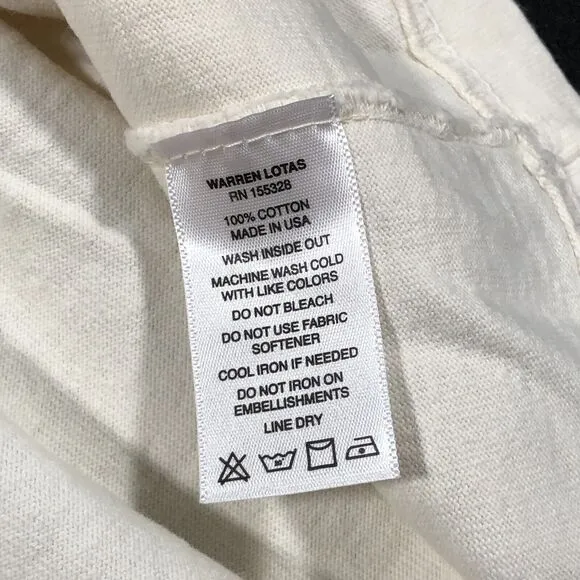 WARREN LOTAS
RN 155328
100% COTTON
MADE IN USA
WASH INSIDE OUT
MACHINE WASH COLD
WITH LIKE COLORS
DO NOT BLEACH
DO NOT USE FABRIC
SOFTENER
COOL IRON IF NEEDED
DO NOT IRON ON
EMBELLISHMENTS
LINE DRY